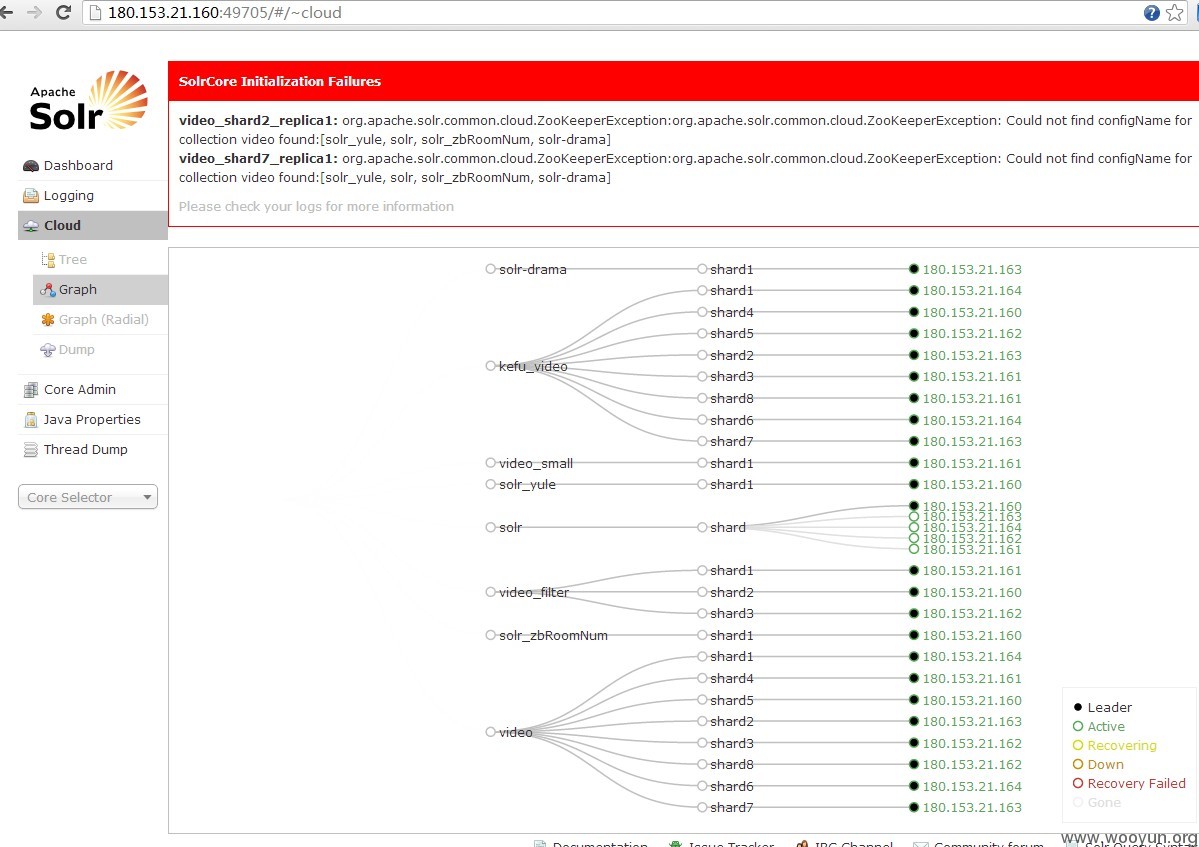 180.153.21.160:49705/#/~cloud
Apache
Solr
Dashboard
Logging
Cloud
Tree
Graph
Graph (Radial)
Dump
Core Admin
Java Properties
Thread Dump
Core Selector
SolrCore Initialization Failures
video_shard2_replica1: org.apache.solr.common.cloud.ZooKeeperException:org.apache.solr.common.cloud.ZooKeeperException: Could not find configName for
collection video found:[solr_yule, solr, solr_zbRoomNum, solr-drama]
video_shard7_replica1: org.apache.solr.common.cloud.ZooKeeperException:org.apache.solr.common.cloud.ZooKeeperException: Could not find configName for
collection video found:[solr_yule, solr, solr_zbRoomNum, solr-drama]
Please check your logs for more information
solr-drama shard1 180.153.21.163
shard1 180.153.21.164
shard4 180.153.21.160
shard5 180.153.21.162
shard2 180.153.21.163
kefu_video
shard3 180.153.21.161
shard8 180.153.21.161
shard6 180.153.21.164
shard7 180.153.21.163
video_small shard1 180.153.21.161
solr_yule shard1 180.153.21.160
180.153.21.160
180.153.21.163
solr shard 180.153.21.164
180.153.21.162
180.153.21.161
shard1 180.153.21.161
video_filter shard2 180.153.21.160
shard3 180.153.21.162
solr_zbRoomNum shard1 180.153.21.160
shard1 180.153.21.164
shard4 180.153.21.161
shard5 180.153.21.160
shard2 180.153.21.163
video
shard3 180.153.21.162
shard8 180.153.21.162
shard6 180.153.21.164
shard7 180.153.21.163
Leader
Active
Recovering
Down
Recovery Failed
Gone
Documentation Issue Tracker IRC Channel Community forum Solr Query Syntax
www.wooyun.org